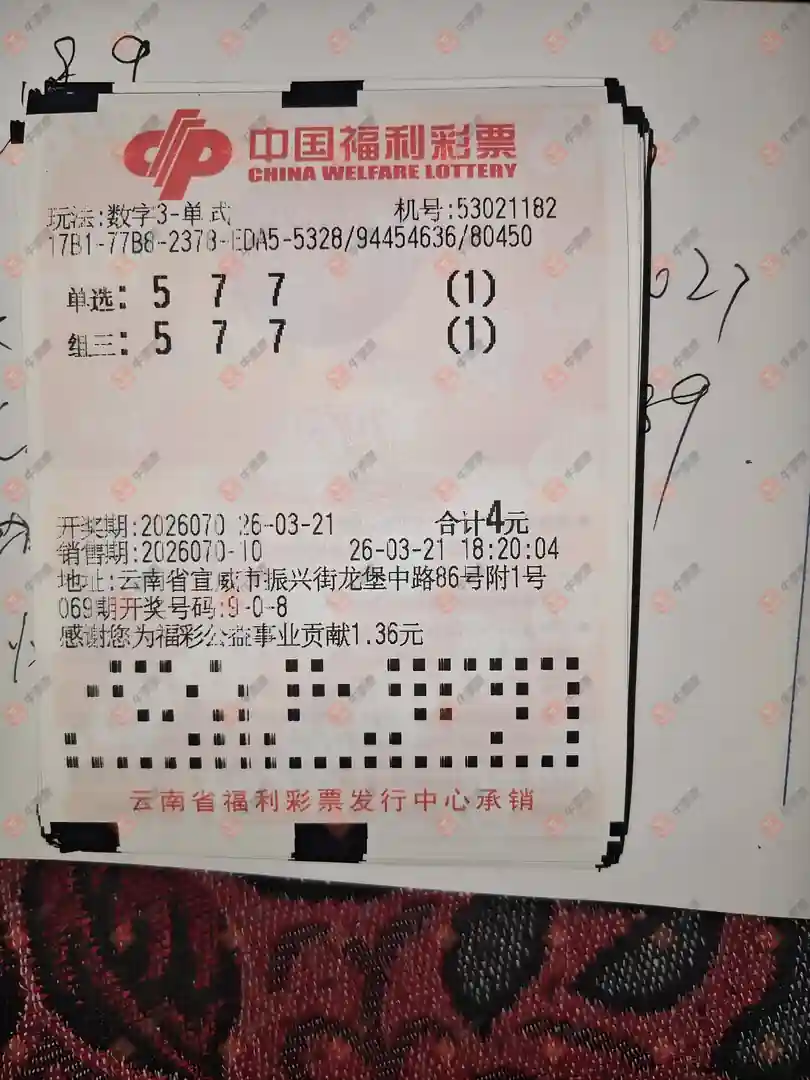 89
中国福利彩票
CHINA WELFARE LOTTERY
玩法:数字3-单式 机号:53021182
17B1-77B8-2378-EDA5-5328/94454636/80450
单选: 5 7 7 (1)
组三: 5 7 7 (1)
027
89
开奖期:2026070 26-03-21 合计4元
销售期:2026070-10 26-03-21 18:20:04
地址:云南省宣威市振兴街龙堡中路86号附1号
069期开奖号码:9-0-8
感谢您为福彩公益事业贡献1.36元
云南省福利彩票发行中心承销